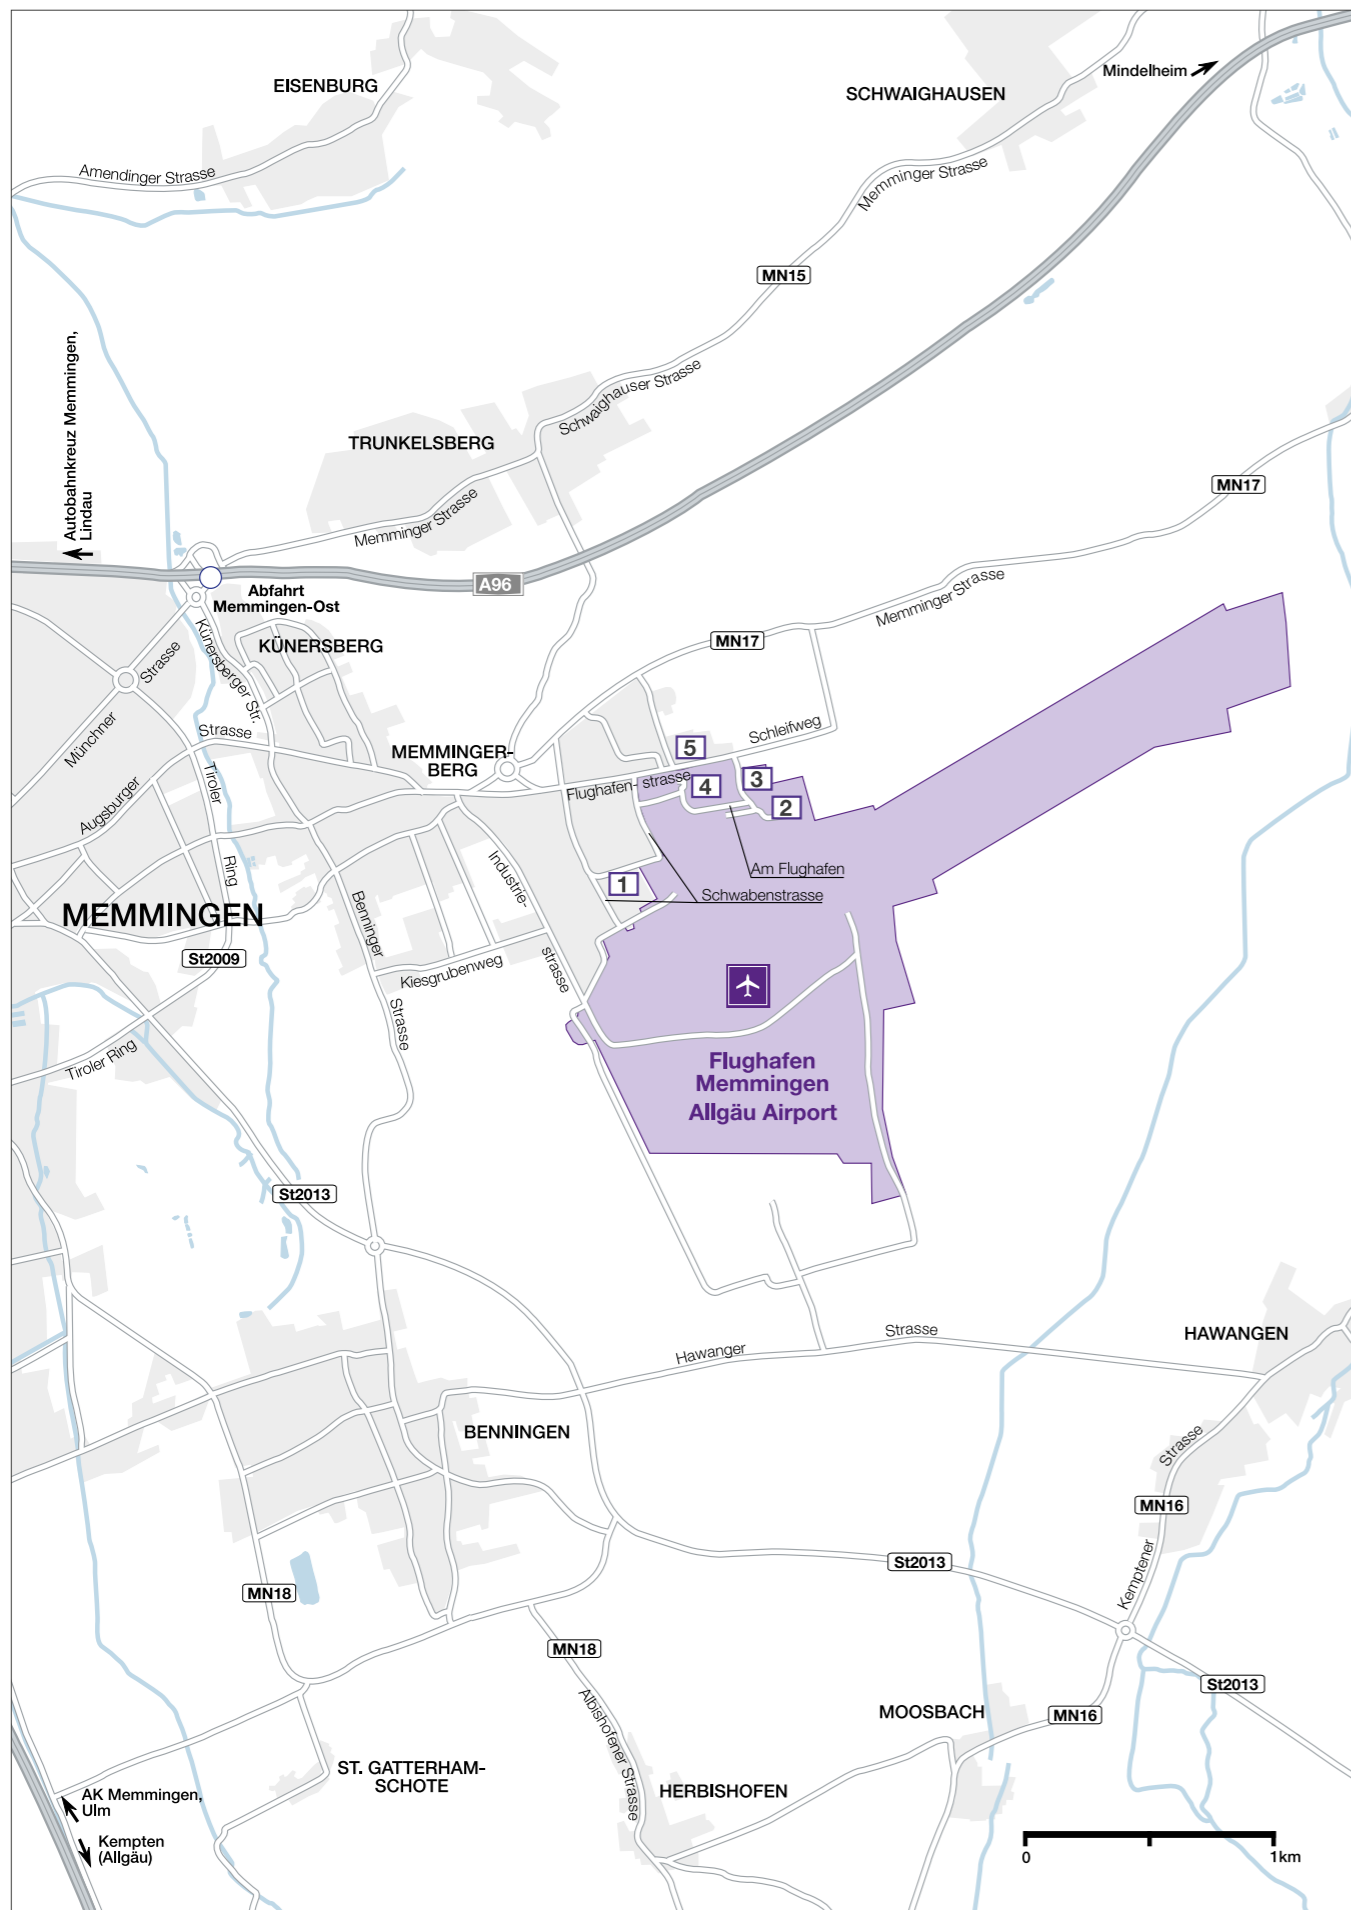 EISENBURG
Mindelheim
SCHWAIGHAUSEN
Amendinger Strasse
Memminger Strasse
MN15
Autobahnkreuz Memmingen,
Lindau
Schwaighauser Strasse
TRUNKELSBERG
MN17
Memminger Strasse
A96
Abfahrt
Memmingen-Ost
Memminger Strasse
KÜNERSBERG
Künersberger Str.
MN17
Münchner
Strasse
Strasse
Schleifweg
MEMMINGER-
BERG
5
Tiroler
3
Flughafen- strasse
4
2
Augsburger
Ring
Industrie-
Am Flughafen
1
Schwabenstrasse
MEMMINGEN
Benninger
St2009
Kiesgrubenweg
strasse
Strasse
Tiroler Ring
Flughafen
Memmingen
Allgäu Airport
St2013
Strasse
HAWANGEN
Hawanger
BENNINGEN
Strasse
MN16
St2013
Kemptener
MN18
MN18
St2013
Albishofener Strasse
MOOSBACH
MN16
ST. GATTERHAM-
SCHOTE
HERBISHOFEN
AK Memmingen,
Ulm
Kempten
(Allgäu)
0
1km